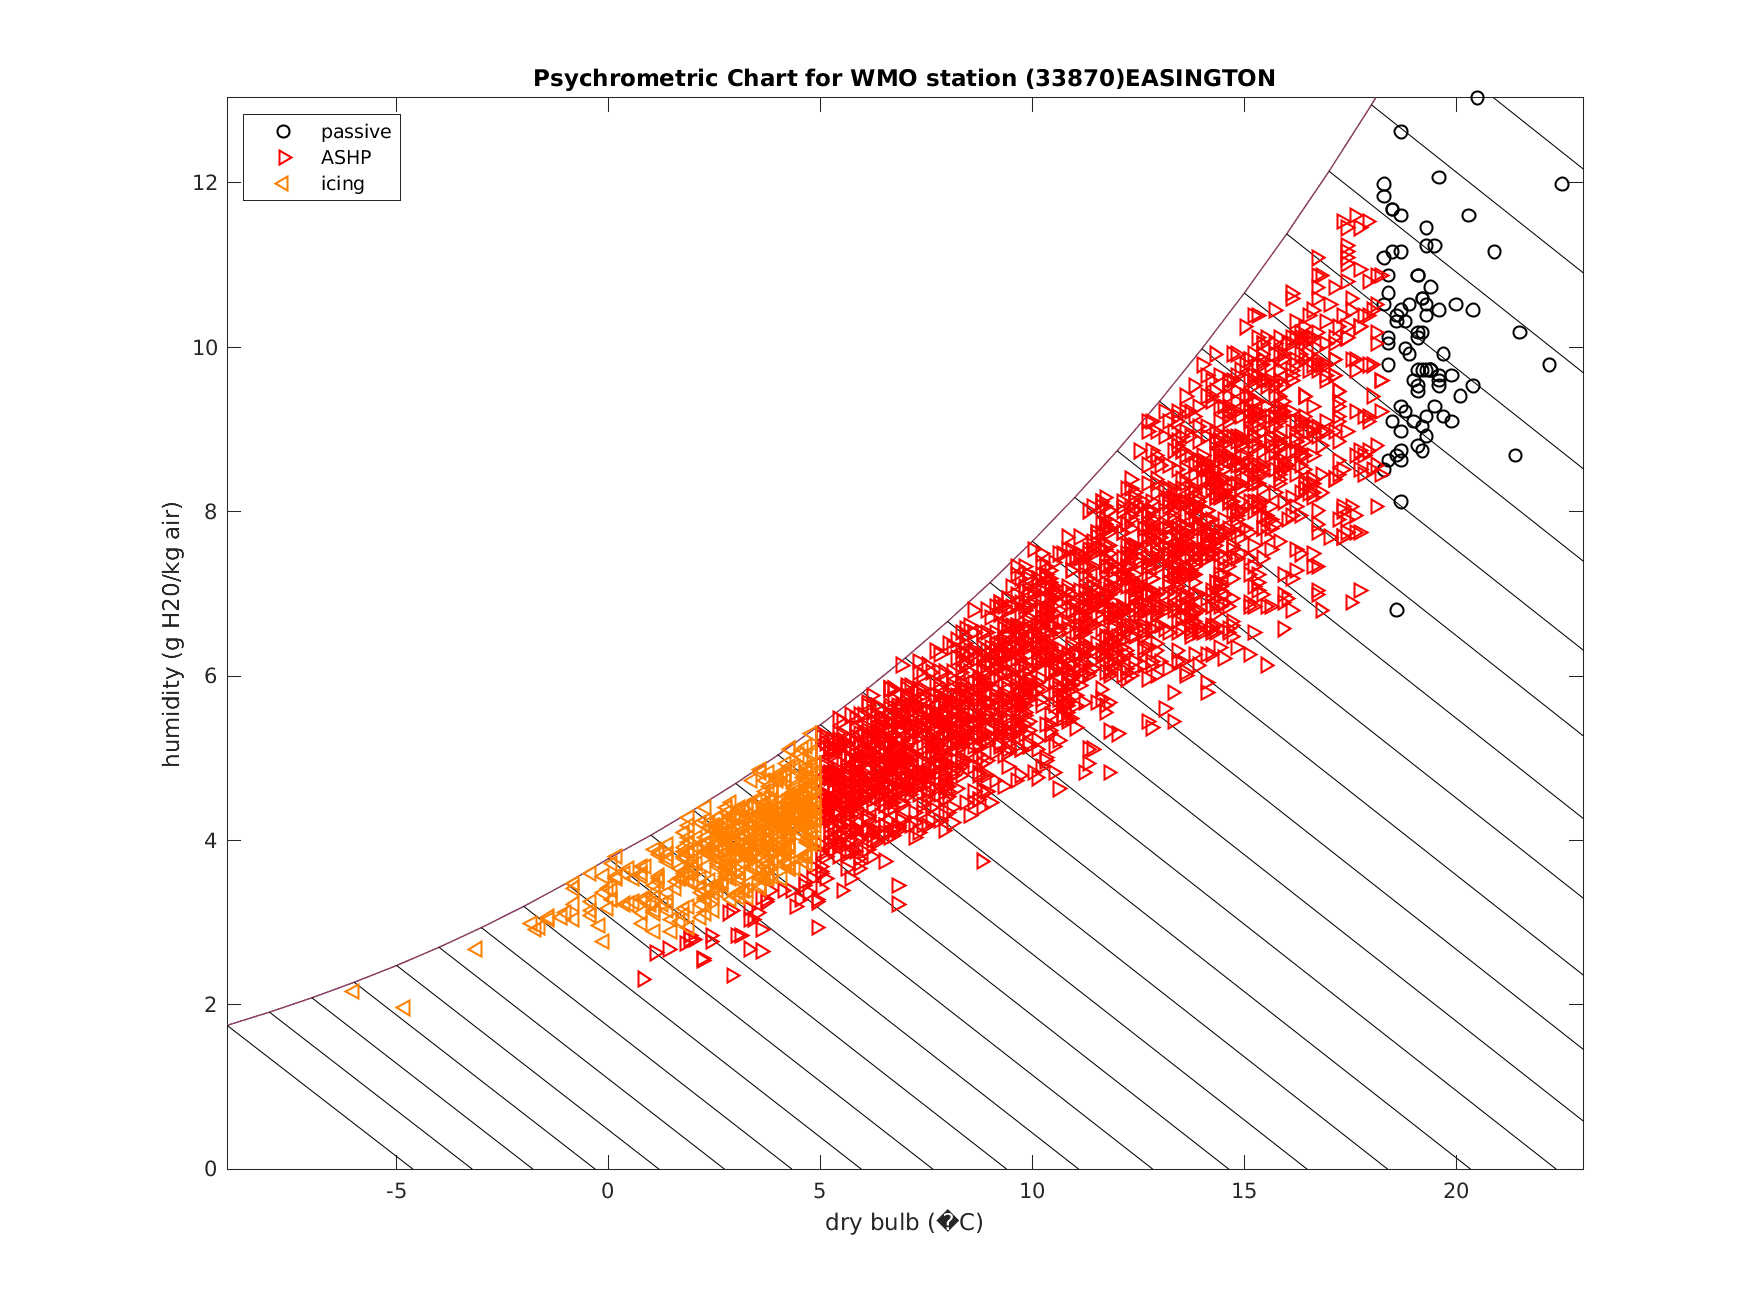 Psychrometric Chart for WMO station (33870)EASINGTON
passive
ASHP
icing
12
10
8
6
4
2
0
humidity (g H20/kg air)
-5 0 5 10 15 20
dry bulb (�C)